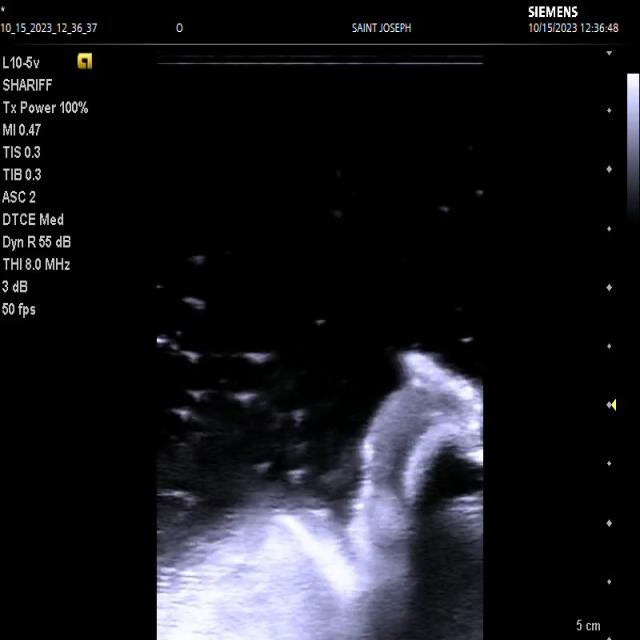 *
SIEMENS
10_15_2023_12_36_37
O
SAINT JOSEPH
10/15/2023 12:36:48
L10-5v
SHARIFF
Tx Power 100%
MI 0.47
TIS 0.3
TIB 0.3
ASC 2
DTCE Med
Dyn R 55 dB
THI 8.0 MHz
3 dB
50 fps
5 cm